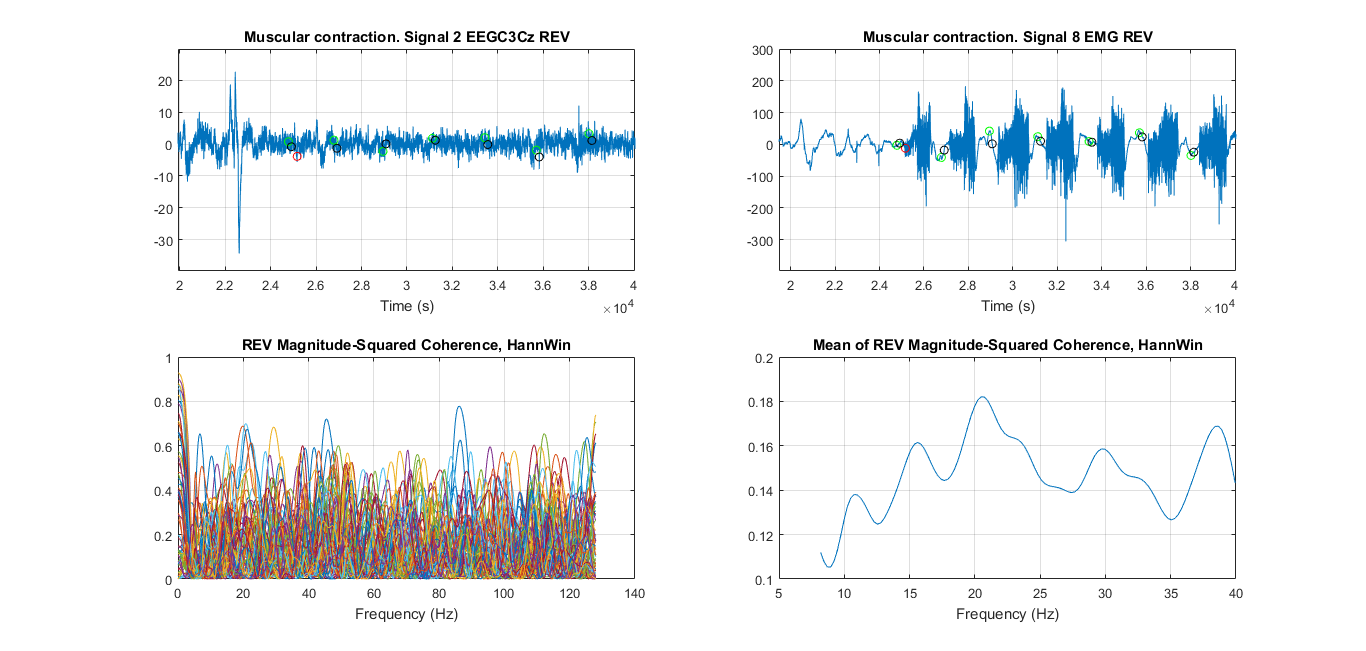 Muscular contraction. Signal 2 EEGC3Cz REV
20
10
0
-10
-20
-30
2 2.2 2.4 2.6 2.8 3 3.2 3.4 3.6 3.8 4
Time (s)
×10^4
Muscular contraction. Signal 8 EMG REV
300
200
100
0
-100
-200
-300
2 2.2 2.4 2.6 2.8 3 3.2 3.4 3.6 3.8 4
Time (s)
×10^4
REV Magnitude-Squared Coherence, HannWin
1
0.8
0.6
0.4
0.2
0
0 20 40 60 80 100 120 140
Frequency (Hz)
Mean of REV Magnitude-Squared Coherence, HannWin
0.2
0.18
0.16
0.14
0.12
0.1
5 10 15 20 25 30 35 40
Frequency (Hz)